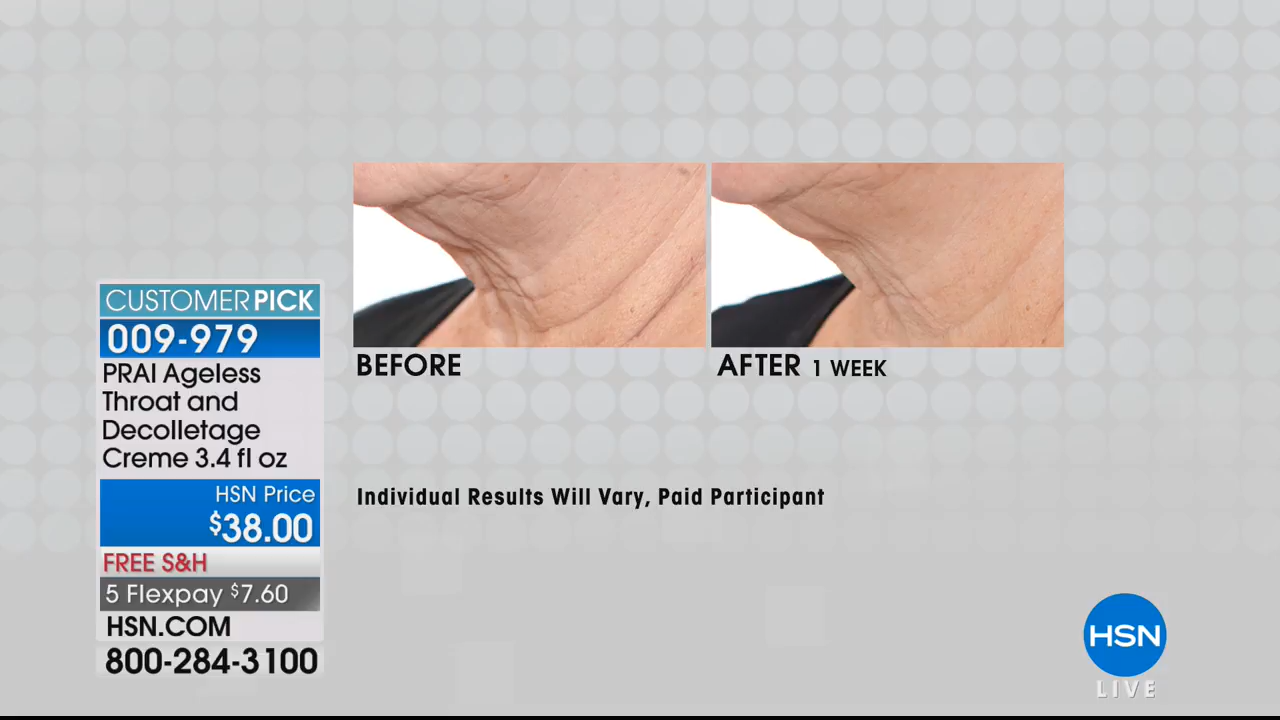 CUSTOMERPICK
009-979
PRAI Ageless
Throat and
Decolletage
Creme 3.4 fl oz
HSN Price
$38.00
FREE S&H
5 Flexpay $7.60
HSN.COM
800-284-3100
BEFORE
AFTER 1 WEEK
Individual Results Will Vary, Paid Participant
HSN
LIVE